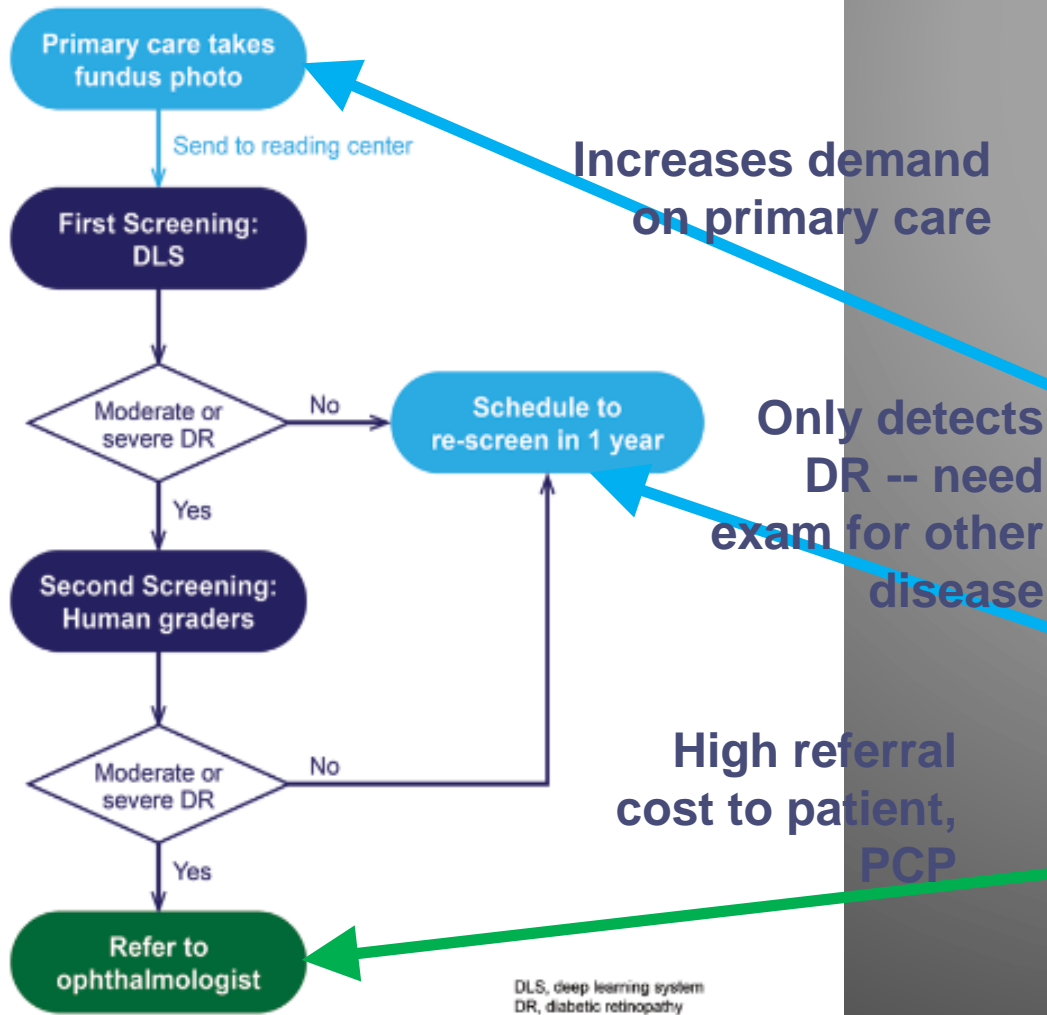 Primary care takes
fundus photo
Send to reading center
Increases demand
on primary care
First Screening:
DLS
Moderate or
severe DR
No
Schedule to
re-screen in 1 year
Only detects
DR -- need
exam for other
disease
Yes
Second Screening:
Human graders
Moderate or
severe DR
No
High referral
cost to patient,
PCP
Yes
Refer to
ophthalmologist
DLS, deep learning system
DR, diabetic retinopathy